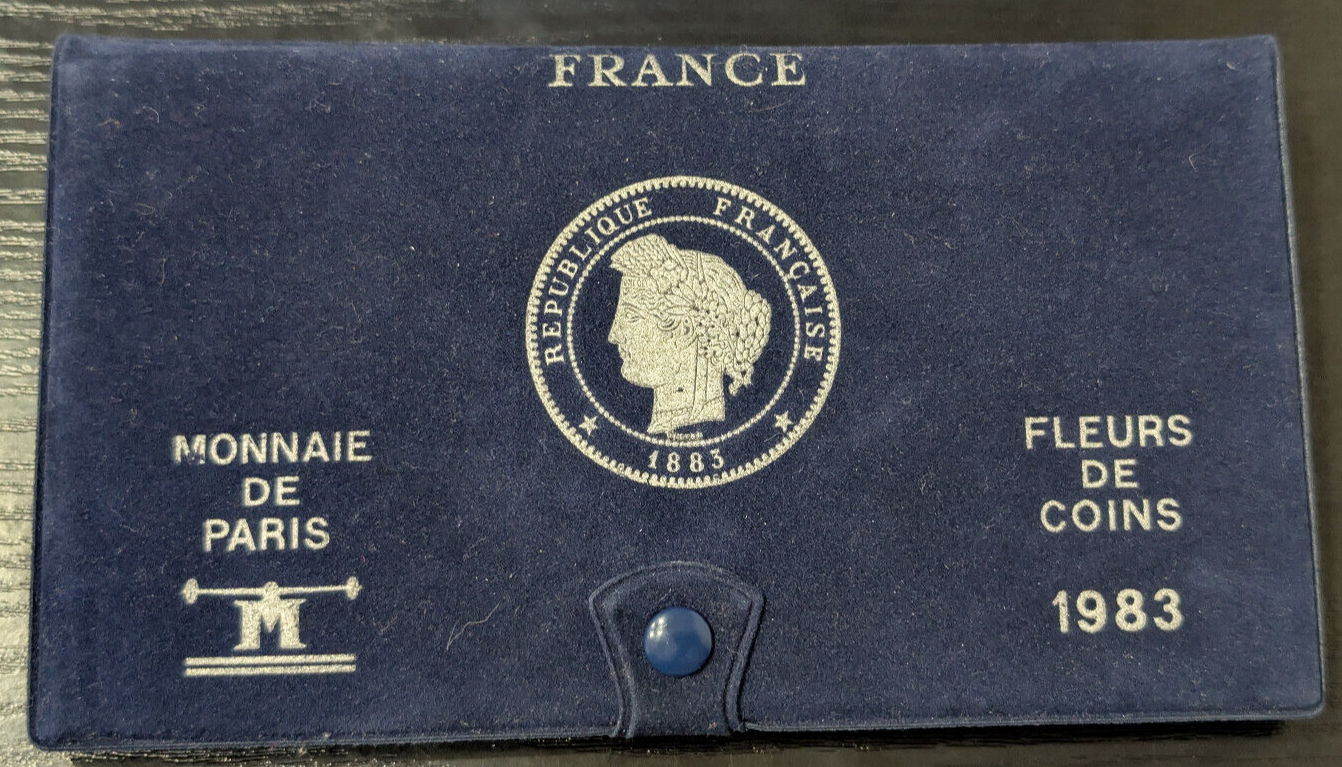 FRANCE
REPUBLIQUE FRANÇAISE
1883
MONNAIE
DE
PARIS
M
FLEURS
DE
COINS
1983